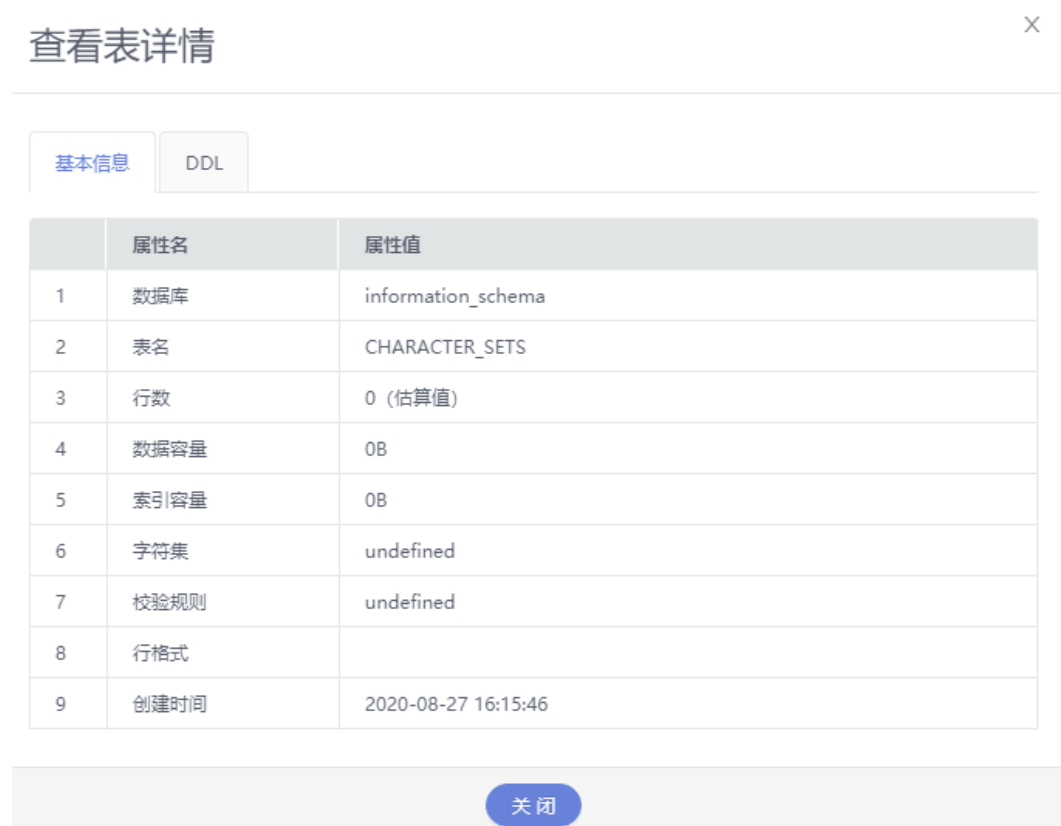 查看表详情
X
基本信息 DDL
属性名 属性值
1 数据库 information_schema
2 表名 CHARACTER_SETS
3 行数 0 (估算值)
4 数据容量 0B
5 索引容量 0B
6 字符集 undefined
7 校验规则 undefined
8 行格式
9 创建时间 2020-08-27 16:15:46
关 闭